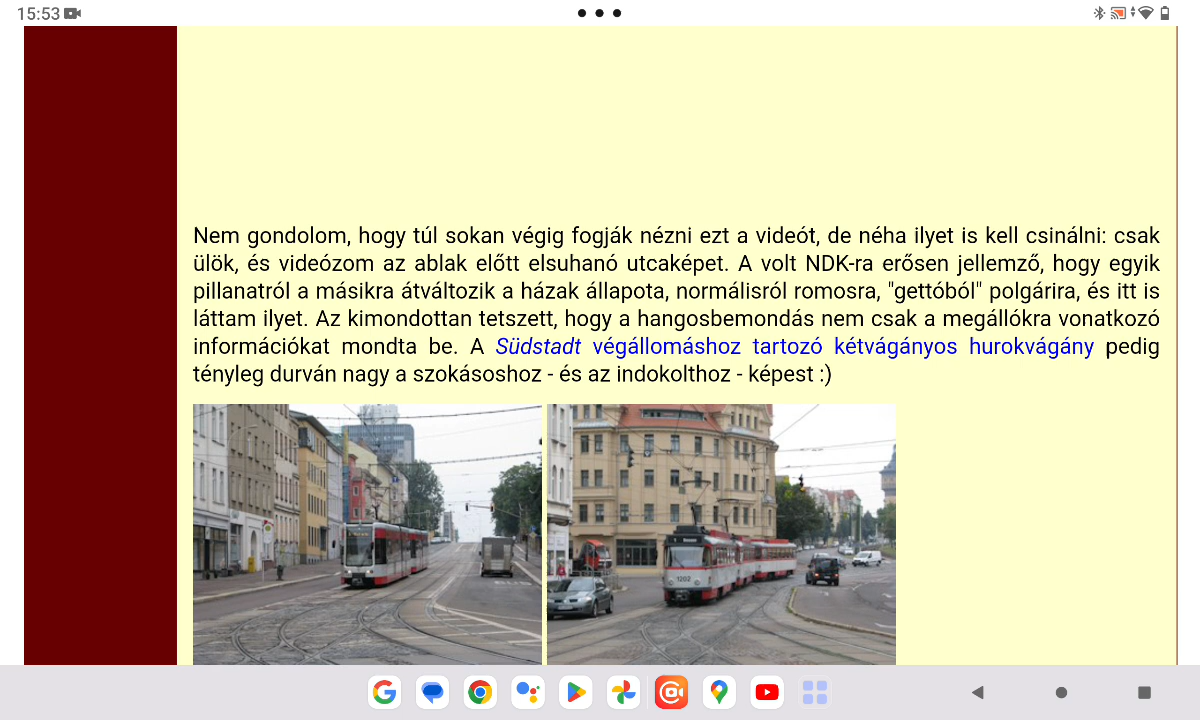 15:53
Nem gondolom, hogy túl sokan végig fogják nézni ezt a videót, de néha ilyet is kell csinálni: csak
ülök, és videózom az ablak előtt elsuhanó utcaképet. A volt NDK-ra erősen jellemző, hogy egyik
pillanatról a másikra átváltozik a házak állapota, normálisról romosra, "gettóból" polgárira, és itt is
láttam ilyet. Az kimondottan tetszett, hogy a hangosbemondás nem csak a megállókra vonatkozó
információkat mondta be. A Südstadt végállomáshoz tartozó kétvágányos hurokvágány pedig
tényleg durván nagy a szokásoshoz - és az indokolthoz - képest :)
BUS
1202